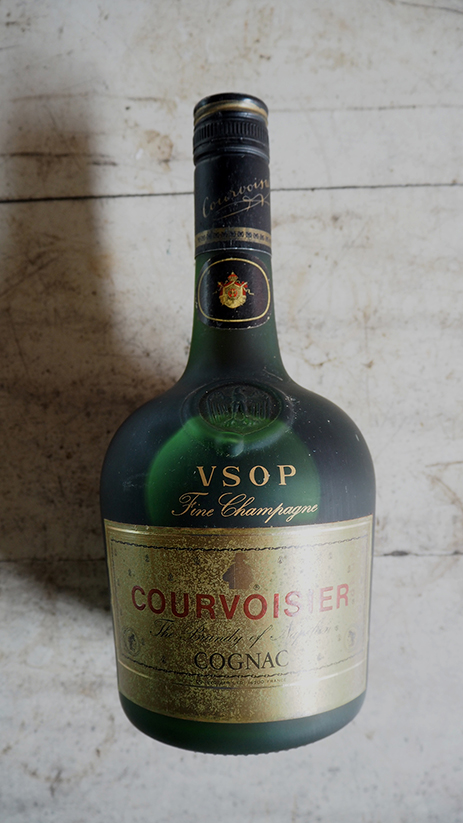 Courvoisier
VSOP
Fine Champagne
COURVOISIER
The Brandy of Napoleon
COGNAC